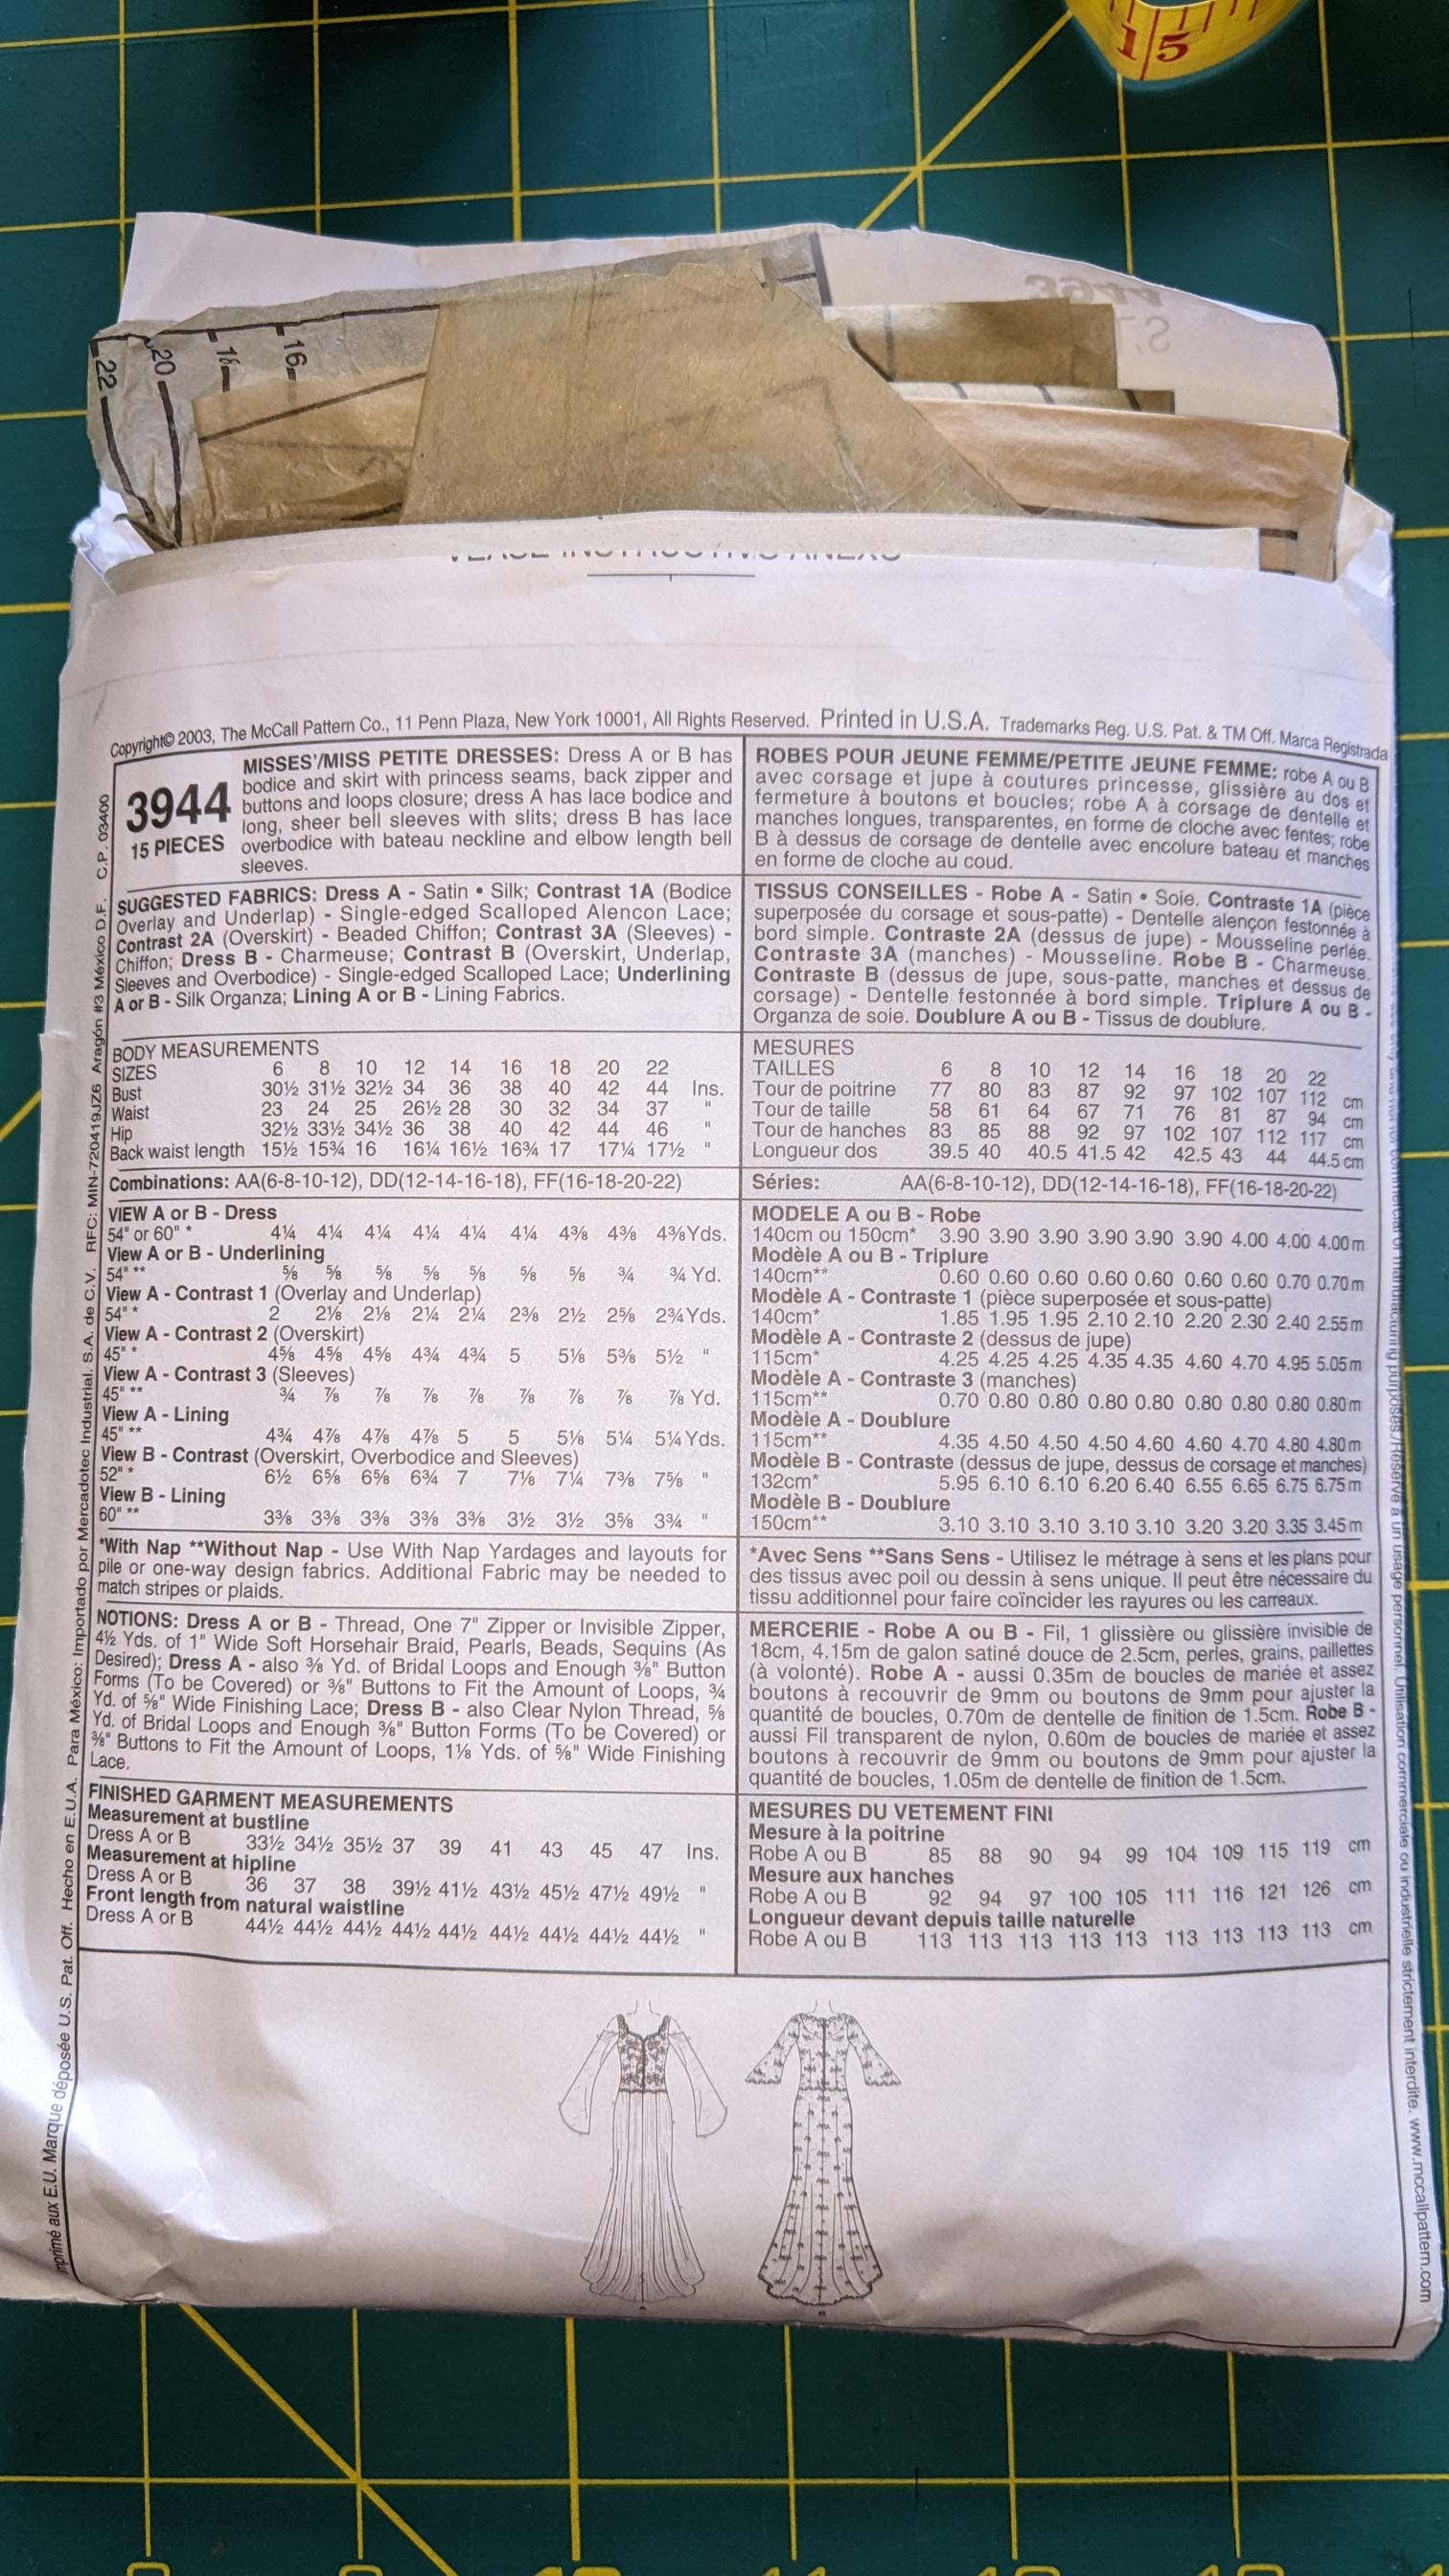 15
16
18
20
22
3944
Copyright© 2003, The McCall Pattern Co., 11 Penn Plaza, New York 10001, All Rights Reserved. Printed in U.S.A. Trademarks Reg. U.S. Pat. & TM Off. Marca Registrada
3944
15 PIECES
MISSES'/MISS PETITE DRESSES: Dress A or B has
bodice and skirt with princess seams, back zipper and
buttons and loops closure; dress A has lace bodice and
long, sheer bell sleeves with slits; dress B has lace
overbodice with bateau neckline and elbow length bell
sleeves.
SUGGESTED FABRICS: Dress A - Satin • Silk; Contrast 1A (Bodice
Overlay and Underlap) - Single-edged Scalloped Alencon Lace;
Contrast 2A (Overskirt) - Beaded Chiffon; Contrast 3A (Sleeves) -
Chiffon; Dress B - Charmeuse; Contrast B (Overskirt, Underlap,
Sleeves and Overbodice) - Single-edged Scalloped Lace; Underlining
A or B - Silk Organza; Lining A or B - Lining Fabrics.
BODY MEASUREMENTS
SIZES 6 8 10 12 14 16 18 20 22
Bust 30½ 31½ 32½ 34 36 38 40 42 44 Ins.
Waist 23 24 25 26½ 28 30 32 34 37 "
Hip 32½ 33½ 34½ 36 38 40 42 44 46 "
Back waist length 15½ 15¾ 16 16¼ 16½ 16¾ 17 17¼ 17½ "
Combinations: AA(6-8-10-12), DD(12-14-16-18), FF(16-18-20-22)
VIEW A or B - Dress
54" or 60" * 4¼ 4¼ 4¼ 4¼ 4¼ 4¼ 4⅜ 4⅜ 4⅜ Yds.
View A or B - Underlining
54" ** ⅝ ⅝ ⅝ ⅝ ⅝ ⅝ ⅝ ¾ ¾ Yd.
View A - Contrast 1 (Overlay and Underlap)
54" * 2 2⅛ 2⅛ 2¼ 2¼ 2⅜ 2½ 2⅝ 2¾ Yds.
View A - Contrast 2 (Overskirt)
45" * 4⅝ 4⅝ 4⅝ 4¾ 4¾ 5 5⅛ 5⅜ 5½ "
View A - Contrast 3 (Sleeves)
45" ** ¾ ⅞ ⅞ ⅞ ⅞ ⅞ ⅞ ⅞ ⅞ Yd.
View A - Lining
45" ** 4¾ 4⅞ 4⅞ 4⅞ 5 5 5⅛ 5¼ 5¼ Yds.
View B - Contrast (Overskirt, Overbodice and Sleeves)
52" * 6½ 6⅝ 6⅝ 6¾ 7 7⅛ 7¼ 7⅜ 7⅝ "
View B - Lining
60" ** 3⅜ 3⅜ 3⅜ 3⅜ 3⅜ 3½ 3½ 3⅝ 3¾ "
*With Nap **Without Nap - Use With Nap Yardages and layouts for
pile or one-way design fabrics. Additional Fabric may be needed to
match stripes or plaids.
NOTIONS: Dress A or B - Thread, One 7" Zipper or Invisible Zipper,
4½ Yds. of 1" Wide Soft Horsehair Braid, Pearls, Beads, Sequins (As
Desired); Dress A - also ⅜ Yd. of Bridal Loops and Enough ⅜" Button
Forms (To be Covered) or ⅜" Buttons to Fit the Amount of Loops, ¾
Yd. of ⅝" Wide Finishing Lace; Dress B - also Clear Nylon Thread, ⅝
Yd. of Bridal Loops and Enough ⅜" Button Forms (To be Covered) or
⅜" Buttons to Fit the Amount of Loops, 1⅛ Yds. of ⅝" Wide Finishing
Lace.
FINISHED GARMENT MEASUREMENTS
Measurement at bustline
Dress A or B 33½ 34½ 35½ 37 39 41 43 45 47 Ins.
Measurement at hipline
Dress A or B 36 37 38 39½ 41½ 43½ 45½ 47½ 49½ "
Front length from natural waistline
Dress A or B 44½ 44½ 44½ 44½ 44½ 44½ 44½ 44½ 44½ "
ROBES POUR JEUNE FEMME/PETITE JEUNE FEMME: robe A ou B
avec corsage et jupe à coutures princesse, glissière au dos et
fermeture à boutons et boucles; robe A à corsage de dentelle et
manches longues, transparentes, en forme de cloche avec fentes; robe
B à dessus de corsage de dentelle avec encolure bateau et manches
en forme de cloche au coud.
TISSUS CONSEILLES - Robe A - Satin • Soie. Contraste 1A (pièce
superposée du corsage et sous-patte) - Dentelle alençon festonnée à
bord simple. Contraste 2A (dessus de jupe) - Mousseline perlée.
Contraste 3A (manches) - Mousseline. Robe B - Charmeuse.
Contraste B (dessus de jupe, sous-patte, manches et dessus de
corsage) - Dentelle festonnée à bord simple. Triplure A ou B -
Organza de soie. Doublure A ou B - Tissus de doublure.
MESURES
TAILLES 6 8 10 12 14 16 18 20 22
Tour de poitrine 77 80 83 87 92 97 102 107 112 cm
Tour de taille 58 61 64 67 71 76 81 87 94 cm
Tour de hanches 83 85 88 92 97 102 107 112 117 cm
Longueur dos 39.5 40 40.5 41.5 42 42.5 43 44 44.5 cm
Séries: AA(6-8-10-12), DD(12-14-16-18), FF(16-18-20-22)
MODELE A ou B - Robe
140cm ou 150cm* 3.90 3.90 3.90 3.90 3.90 3.90 4.00 4.00 4.00 m
Modèle A ou B - Triplure
140cm** 0.60 0.60 0.60 0.60 0.60 0.60 0.60 0.70 0.70 m
Modèle A - Contraste 1 (pièce superposée et sous-patte)
140cm* 1.85 1.95 1.95 2.10 2.10 2.20 2.30 2.40 2.55 m
Modèle A - Contraste 2 (dessus de jupe)
115cm* 4.25 4.25 4.25 4.35 4.35 4.60 4.70 4.95 5.05 m
Modèle A - Contraste 3 (manches)
115cm** 0.70 0.80 0.80 0.80 0.80 0.80 0.80 0.80 0.80 m
Modèle A - Doublure
115cm** 4.35 4.50 4.50 4.50 4.60 4.60 4.70 4.80 4.80 m
Modèle B - Contraste (dessus de jupe, dessus de corsage et manches)
132cm* 5.95 6.10 6.10 6.20 6.40 6.55 6.65 6.75 6.75 m
Modèle B - Doublure
150cm** 3.10 3.10 3.10 3.10 3.10 3.20 3.20 3.35 3.45 m
*Avec Sens **Sans Sens - Utilisez le métrage à sens et les plans pour
des tissus avec poil ou dessin à sens unique. Il peut être nécessaire du
tissu additionnel pour faire coïncider les rayures ou les carreaux.
MERCERIE - Robe A ou B - Fil, 1 glissière ou glissière invisible de
18cm, 4.15m de galon satiné douce de 2.5cm, perles, grains, paillettes
(à volonté). Robe A - aussi 0.35m de boucles de mariée et assez
boutons à recouvrir de 9mm ou boutons de 9mm pour ajuster la
quantité de boucles, 0.70m de dentelle de finition de 1.5cm. Robe B -
aussi Fil transparent de nylon, 0.60m de boucles de mariée et assez
boutons à recouvrir de 9mm ou boutons de 9mm pour ajuster la
quantité de boucles, 1.05m de dentelle de finition de 1.5cm.
MESURES DU VETEMENT FINI
Mesure à la poitrine
Robe A ou B 85 88 90 94 99 104 109 115 119 cm
Mesure aux hanches
Robe A ou B 92 94 97 100 105 111 116 121 126 cm
Longueur devant depuis taille naturelle
Robe A ou B 113 113 113 113 113 113 113 113 113 cm
aux E.U. Marque déposée U.S. Pat. Off. Hecho en E.U.A. Para México: Importado por Mercadotec Industrial. S.A. de C.V. RFC: MIN-720419JZ6 Aragón #3 México D.F. C.P. 03400
manufacturing purposes/Réservé à un usage personnel. Utilisation commerciale ou industrielle strictement interdite. www.mccallpattern.com